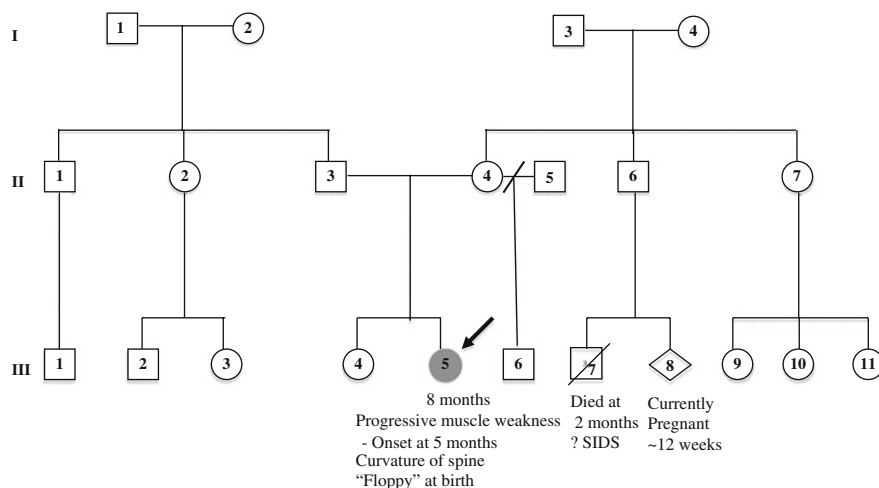 I
1
2
3
4
II
1
2
3
4
5
6
7
III
1
2
3
4
5
6
7
8
9
10
11
8 months
Progressive muscle weakness
- Onset at 5 months
Curvature of spine
“Floppy” at birth
Died at
2 months
? SIDS
Currently
Pregnant
~12 weeks